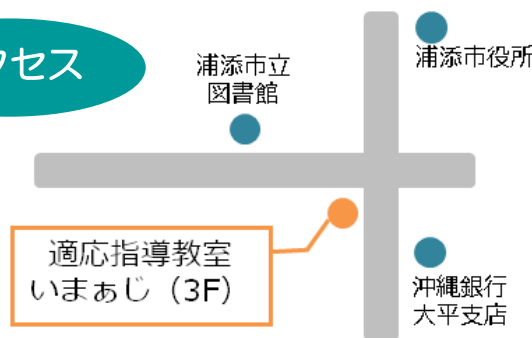 クセス
浦添市立
図書館
浦添市役所
適応指導教室
いまぁじ（3F）
沖縄銀行
大平支店